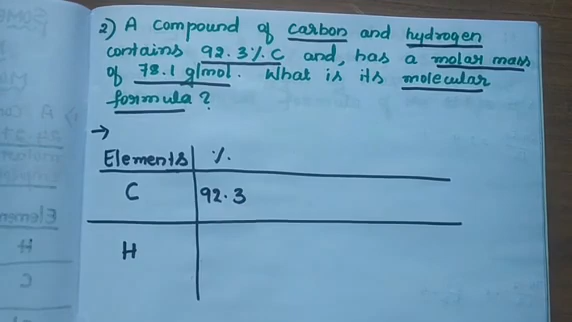 2) A compound of carbon and hydrogen
contains 92.3% C and, has a molar mass
of 78.1 g/mol. What is its molecular
formula?
→
Elements %
C 92.3
H